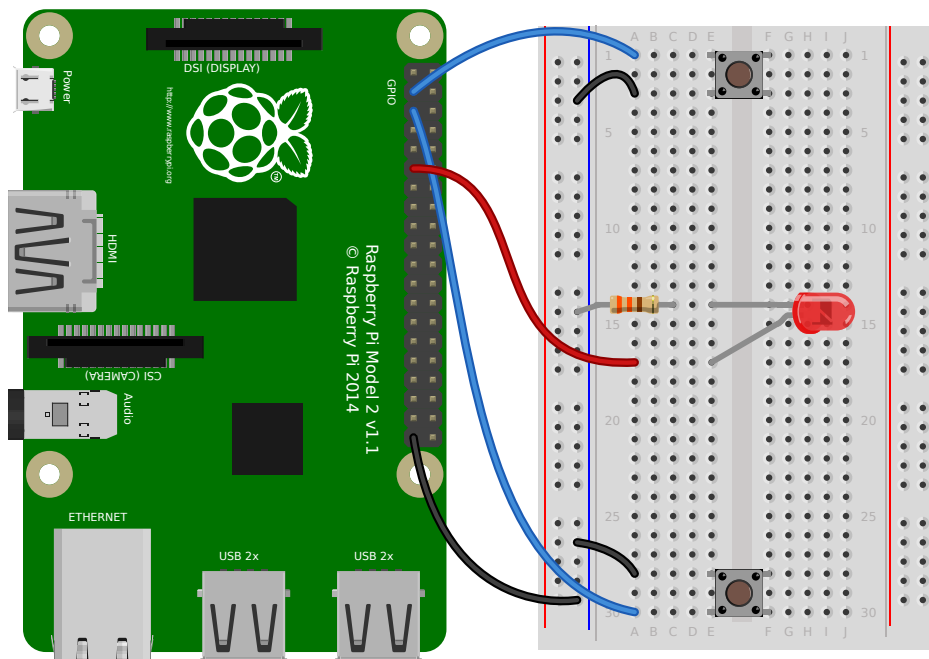 DSI (DISPLAY)
Power
GPIO
http://www.raspberrypi.org
TM
HDMI
Raspberry Pi Model 2 v1.1
© Raspberry Pi 2014
CSI (CAMERA)
Audio
ETHERNET
USB 2x
USB 2x
A B C D E F G H I J
1 1
5 5
10 10
15 15
20 20
25 25
30 30
A B C D E F G H I J